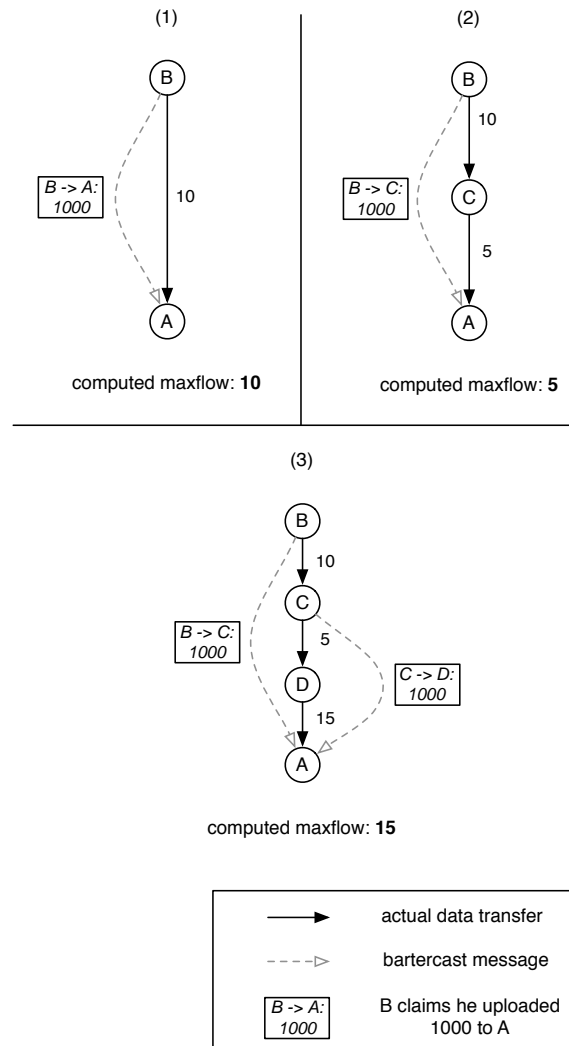 (1)
B
B -> A:
1000
10
A
computed maxflow: 10
(2)
B
10
B -> C:
1000
C
5
A
computed maxflow: 5
(3)
B
10
C
B -> C:
1000
5
C -> D:
1000
D
15
A
computed maxflow: 15
actual data transfer
bartercast message
B -> A:
1000
B claims he uploaded
1000 to A